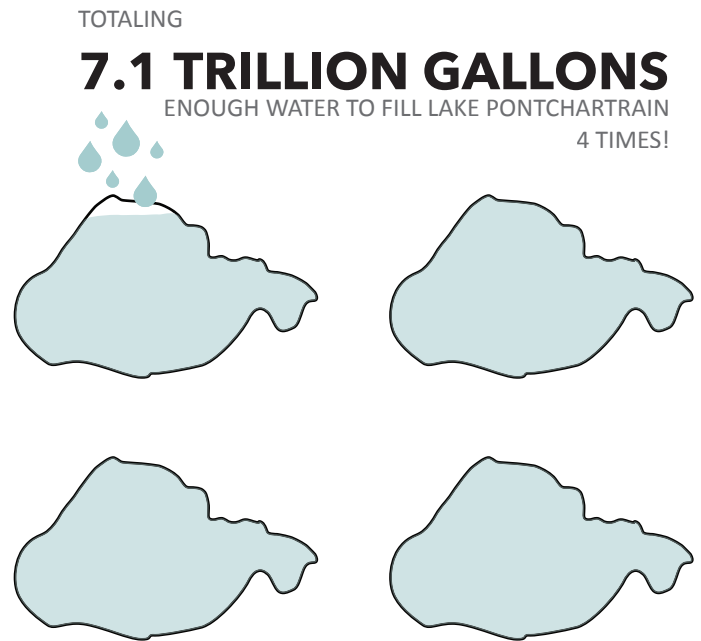 TOTALING
7.1 TRILLION GALLONS
ENOUGH WATER TO FILL LAKE PONTCHARTRAIN
4 TIMES!